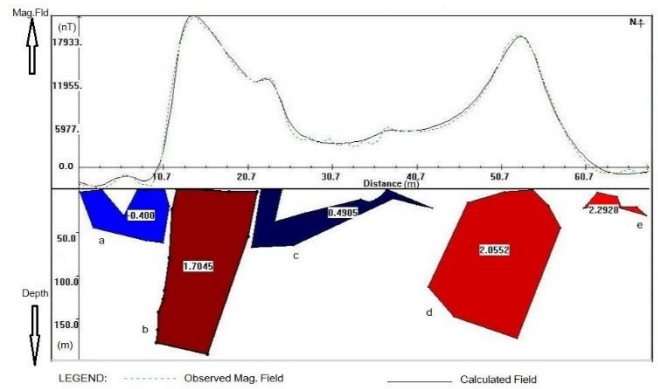 Mag.Fld
(nT)
N
17933.
11955.
5977.
0.0
10.7 20.7 30.7 40.7 50.7 60.7
Distance (m)
-0.400
0.4905
2.2928
a
e
50.0
1.7045
c
2.0552
100.0
Depth
d
150.0
b
(m)
LEGEND: Observed Mag. Field Calculated Field